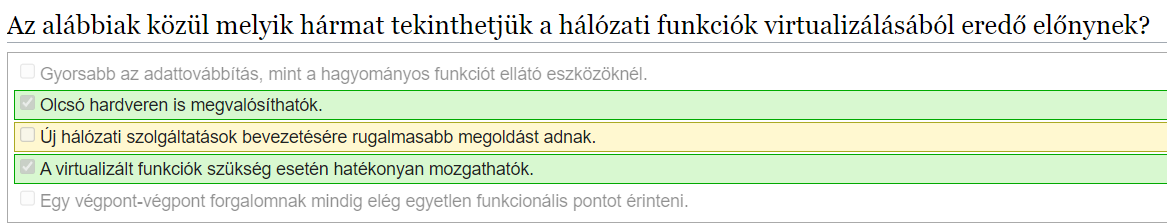 Az alábbiak közül melyik hármat tekinthetjük a hálózati funkciók virtualizálásából eredő előnynek?
Gyorsabb az adattovábbítás, mint a hagyományos funkciót ellátó eszközöknél.
Olcsó hardveren is megvalósíthatók.
Új hálózati szolgáltatások bevezetésére rugalmasabb megoldást adnak.
A virtualizált funkciók szükség esetén hatékonyan mozgathatók.
Egy végpont-végpont forgalomnak mindig elég egyetlen funkcionális pontot érinteni.